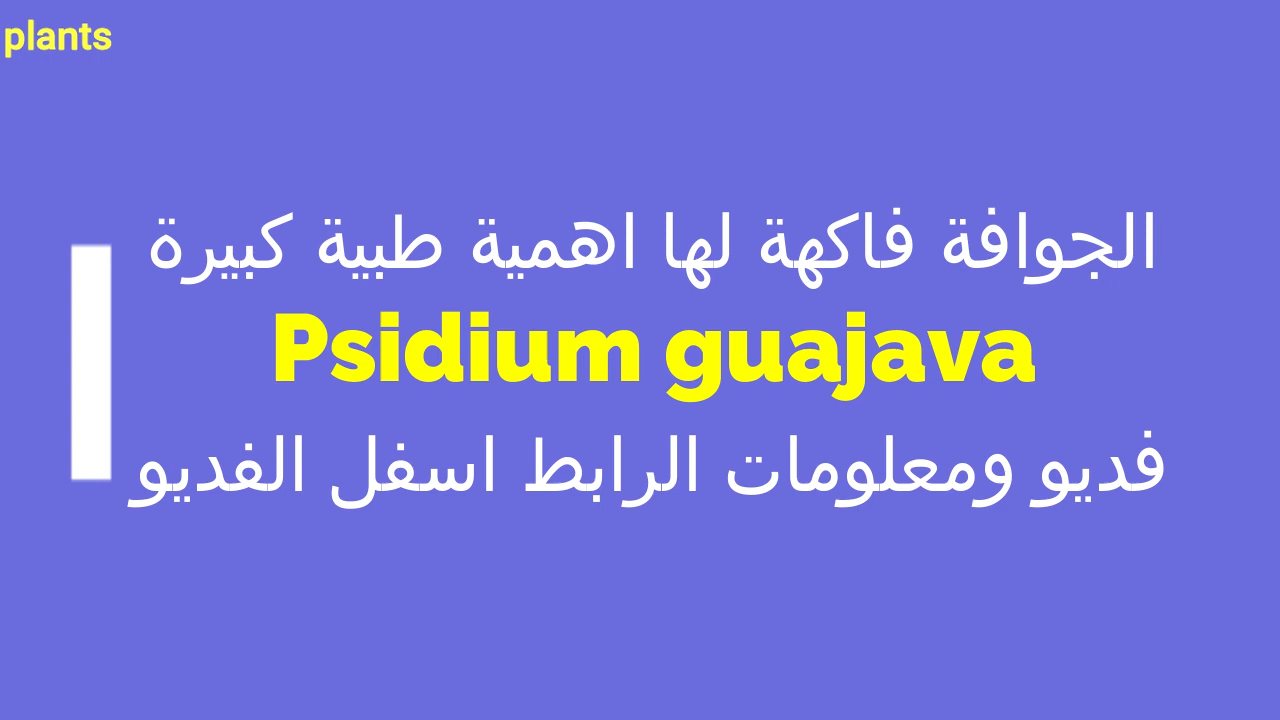 plants
الجوافة فاكهة لها اهمية طبية كبيرة
Psidium guajava
فديو ومعلومات الرابط اسفل الفديو